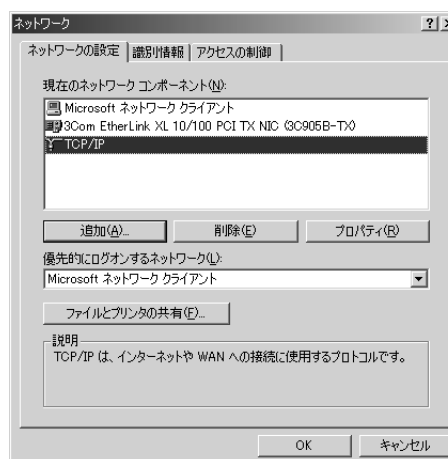 ネットワーク
ネットワークの設定 識別情報 アクセスの制御
現在のネットワーク コンポーネント(N):
Microsoft ネットワーク クライアント
3Com EtherLink XL 10/100 PCI TX NIC (3C905B-TX)
TCP/IP
追加(A)... 削除(E) プロパティ(R)
優先的にログオンするネットワーク(L):
Microsoft ネットワーク クライアント
ファイルとプリンタの共有(F)...
説明
TCP/IP は、インターネットや WAN への接続に使用するプロトコルです。
OK キャンセル